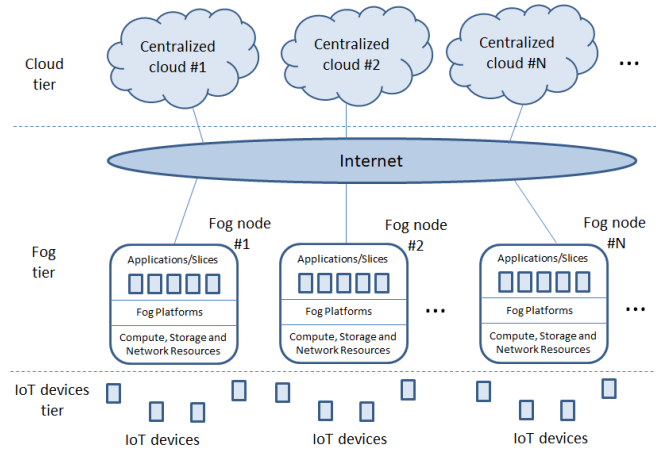 Cloud
tier
Centralized
cloud #1
Centralized
cloud #2
Centralized
cloud #N
...
Internet
Fog
tier
Fog node
#1
Applications/Slices
Fog Platforms
Compute, Storage and
Network Resources
Fog node
#2
Applications/Slices
Fog Platforms
Compute, Storage and
Network Resources
...
Fog node
#N
Applications/Slices
Fog Platforms
Compute, Storage and
Network Resources
...
IoT devices
tier
IoT devices
IoT devices
IoT devices